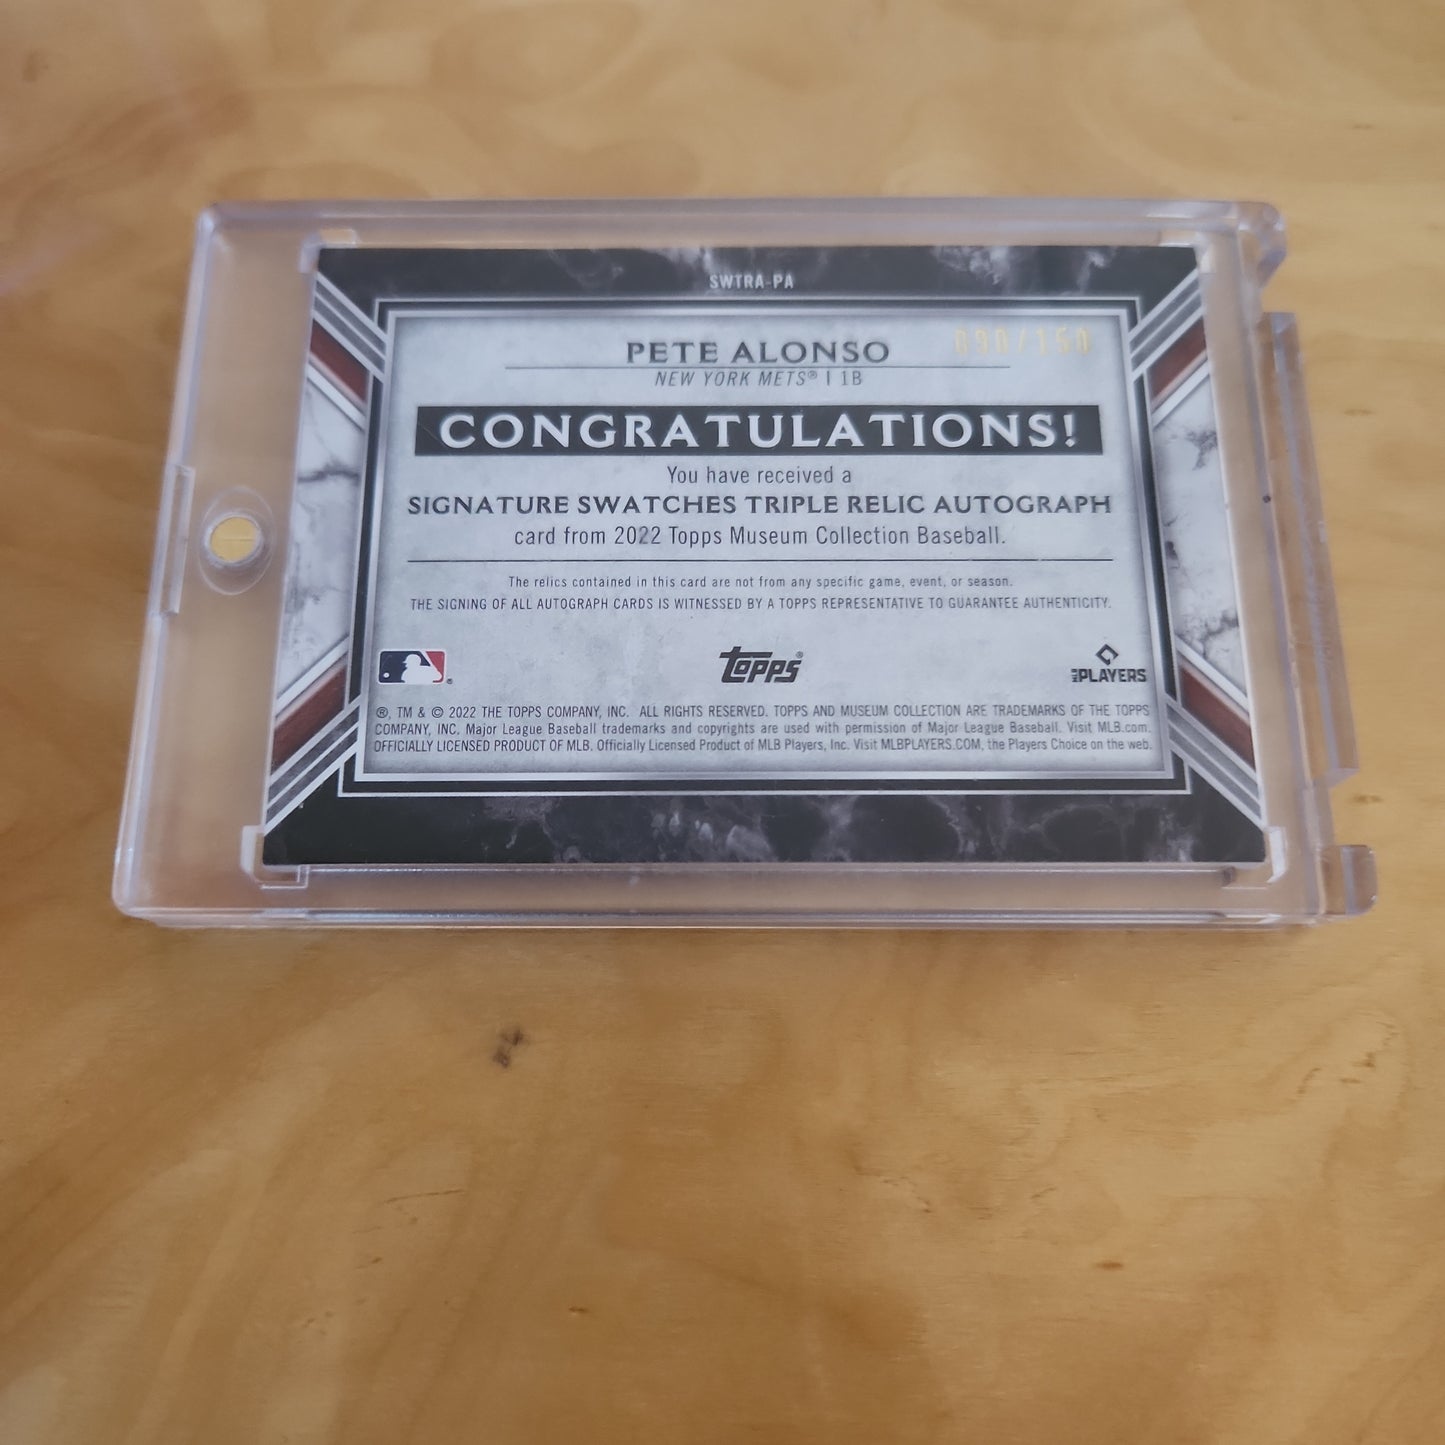 SWTRA-PA
PETE ALONSO
090/150
NEW YORK METS® | 1B
CONGRATULATIONS!
You have received a
SIGNATURE SWATCHES TRIPLE RELIC AUTOGRAPH
card from 2022 Topps Museum Collection Baseball.
The relics contained in this card are not from any specific game, event, or season.
THE SIGNING OF ALL AUTOGRAPH CARDS IS WITNESSED BY A TOPPS REPRESENTATIVE TO GUARANTEE AUTHENTICITY.
topps®
MLB PLAYERS
®, TM & © 2022 THE TOPPS COMPANY, INC. ALL RIGHTS RESERVED. TOPPS AND MUSEUM COLLECTION ARE TRADEMARKS OF THE TOPPS
COMPANY, INC. Major League Baseball trademarks and copyrights are used with permission of Major League Baseball. Visit MLB.com.
OFFICIALLY LICENSED PRODUCT OF MLB. Officially Licensed Product of MLB Players, Inc. Visit MLBPLAYERS.COM, the Players Choice on the web.